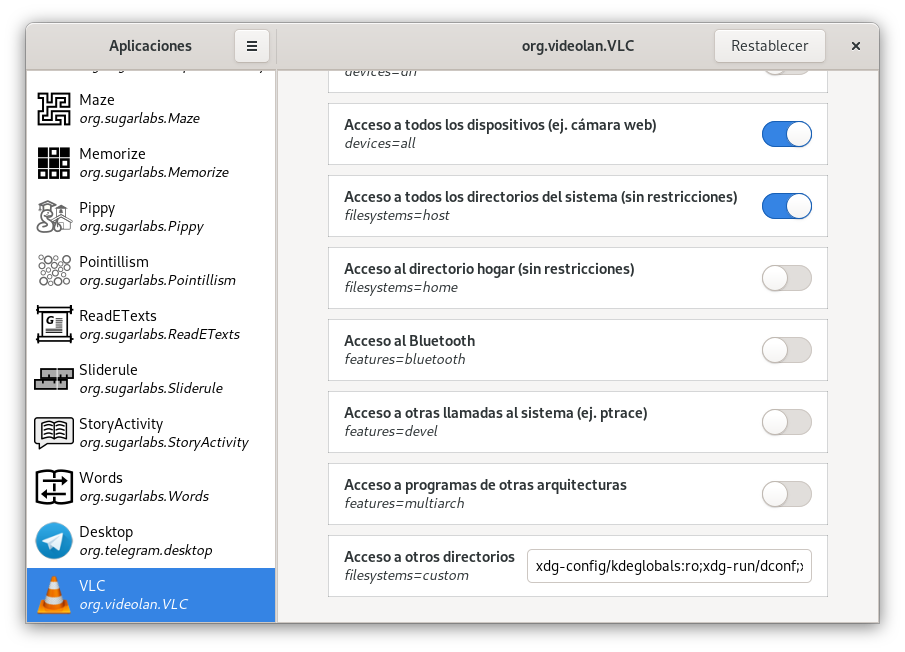 Aplicaciones
org.videolan.VLC
Restablecer
Maze
org.sugarlabs.Maze
Memorize
org.sugarlabs.Memorize
Pippy
org.sugarlabs.Pippy
Pointillism
org.sugarlabs.Pointillism
ReadETexts
org.sugarlabs.ReadETexts
Sliderule
org.sugarlabs.Sliderule
StoryActivity
org.sugarlabs.StoryActivity
Words
org.sugarlabs.Words
Desktop
org.telegram.desktop
VLC
org.videolan.VLC
devices=dri
Acceso a todos los dispositivos (ej. cámara web)
devices=all
Acceso a todos los directorios del sistema (sin restricciones)
filesystems=host
Acceso al directorio hogar (sin restricciones)
filesystems=home
Acceso al Bluetooth
features=bluetooth
Acceso a otras llamadas al sistema (ej. ptrace)
features=devel
Acceso a programas de otras arquitecturas
features=multiarch
Acceso a otros directorios
filesystems=custom
xdg-config/kdeglobals:ro;xdg-run/dconf;